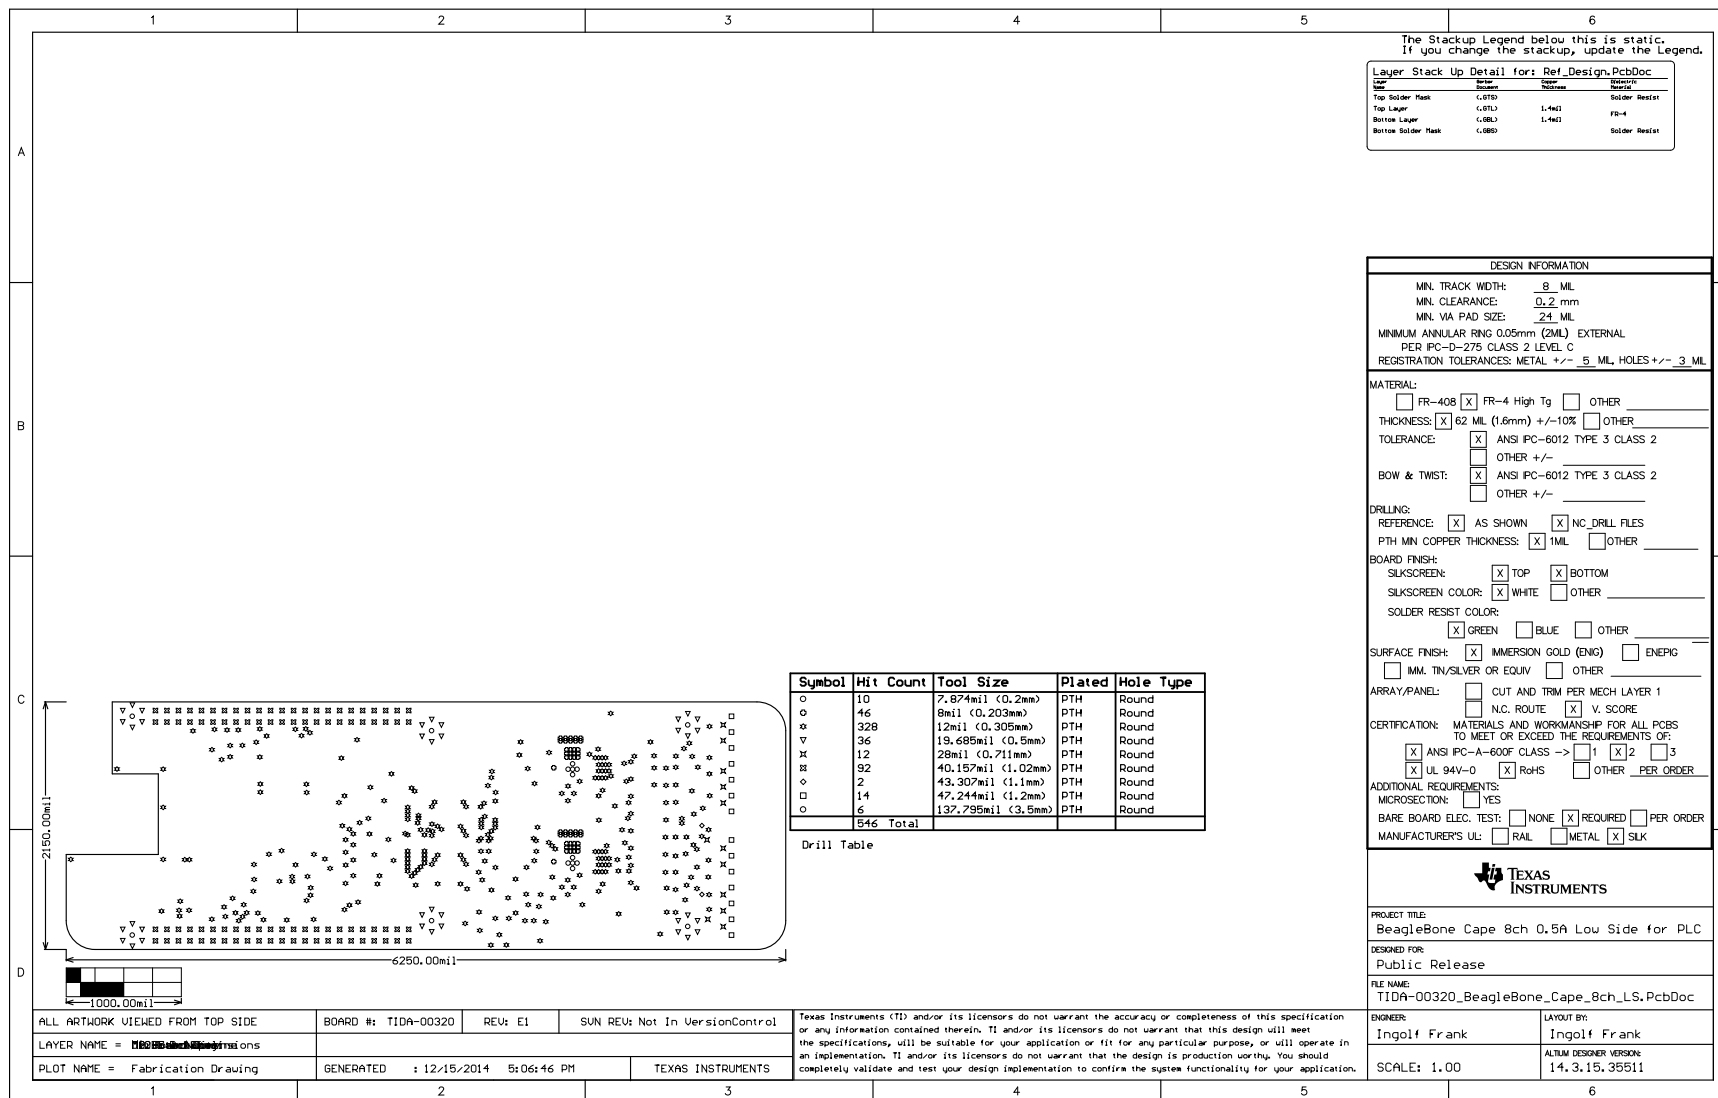 1 2 3 4 5 6
The Stackup Legend below this is static.
If you change the stackup, update the Legend.
Layer Stack Up Detail for: Ref_Design.PcbDoc
Layer Name Gerber Document Copper Thickness Dielectric Material
Top Solder Mask (.GTS) Solder Resist
Top Layer (.GTL) 1.4mil
FR-4
Bottom Layer (.GBL) 1.4mil
Bottom Solder Mask (.GBS) Solder Resist
A
B
C
D
DESIGN INFORMATION
MIN. TRACK WIDTH: 8 MIL
MIN. CLEARANCE: 0.2 mm
MIN. VIA PAD SIZE: 24 MIL
MINIMUM ANNULAR RING 0.05mm (2MIL) EXTERNAL
PER IPC-D-275 CLASS 2 LEVEL C
REGISTRATION TOLERANCES: METAL +/- 5 MIL, HOLES +/- 3 MIL
MATERIAL:
FR-408 X FR-4 High Tg OTHER
THICKNESS: X 62 MIL (1.6mm) +/-10% OTHER
TOLERANCE: X ANSI IPC-6012 TYPE 3 CLASS 2
OTHER +/-
BOW & TWIST: X ANSI IPC-6012 TYPE 3 CLASS 2
OTHER +/-
DRILLING:
REFERENCE: X AS SHOWN X NC_DRILL FILES
PTH MIN COPPER THICKNESS: X 1MIL OTHER
BOARD FINISH:
SILKSCREEN: X TOP X BOTTOM
SILKSCREEN COLOR: X WHITE OTHER
SOLDER RESIST COLOR:
X GREEN BLUE OTHER
SURFACE FINISH: X IMMERSION GOLD (ENIG) ENEPIG
IMM. TIN/SILVER OR EQUIV OTHER
ARRAY/PANEL: CUT AND TRIM PER MECH LAYER 1
N.C. ROUTE X V. SCORE
CERTIFICATION: MATERIALS AND WORKMANSHIP FOR ALL PCBS
TO MEET OR EXCEED THE REQUIREMENTS OF:
X ANSI IPC-A-600F CLASS -> 1 X 2 3
X UL 94V-0 X RoHS OTHER PER ORDER
ADDITIONAL REQUIREMENTS:
MICROSECTION: YES
BARE BOARD ELEC. TEST: NONE X REQUIRED PER ORDER
MANUFACTURER'S UL: RAIL METAL X SILK
Symbol Hit Count Tool Size Plated Hole Type
10 7.874mil (0.2mm) PTH Round
46 8mil (0.203mm) PTH Round
328 12mil (0.305mm) PTH Round
36 19.685mil (0.5mm) PTH Round
12 28mil (0.711mm) PTH Round
92 40.157mil (1.02mm) PTH Round
2 43.307mil (1.1mm) PTH Round
14 47.244mil (1.2mm) PTH Round
6 137.795mil (3.5mm) PTH Round
546 Total
Drill Table
2150.00mil
6250.00mil
1000.00mil
TEXAS INSTRUMENTS
PROJECT TITLE:
BeagleBone Cape 8ch 0.5A Low Side for PLC
DESIGNED FOR:
Public Release
FILE NAME:
TIDA-00320_BeagleBone_Cape_8ch_LS.PcbDoc
ENGINEER: LAYOUT BY:
Ingolf Frank Ingolf Frank
SCALE: 1.00
ALTIUM DESIGNER VERSION:
14.3.15.35511
ALL ARTWORK VIEWED FROM TOP SIDE BOARD #: TIDA-00320 REV: E1 SVN REV: Not In VersionControl
LAYER NAME =
PLOT NAME = Fabrication Drawing GENERATED : 12/15/2014 5:06:46 PM TEXAS INSTRUMENTS
Texas Instruments (TI) and/or its licensors do not warrant the accuracy or completeness of this specification
or any information contained therein. TI and/or its licensors do not warrant that this design will meet
the specifications, will be suitable for your application or fit for any particular purpose, or will operate in
an implementation. TI and/or its licensors do not warrant that the design is production worthy. You should
completely validate and test your design implementation to confirm the system functionality for your application.
1 2 3 4 5 6